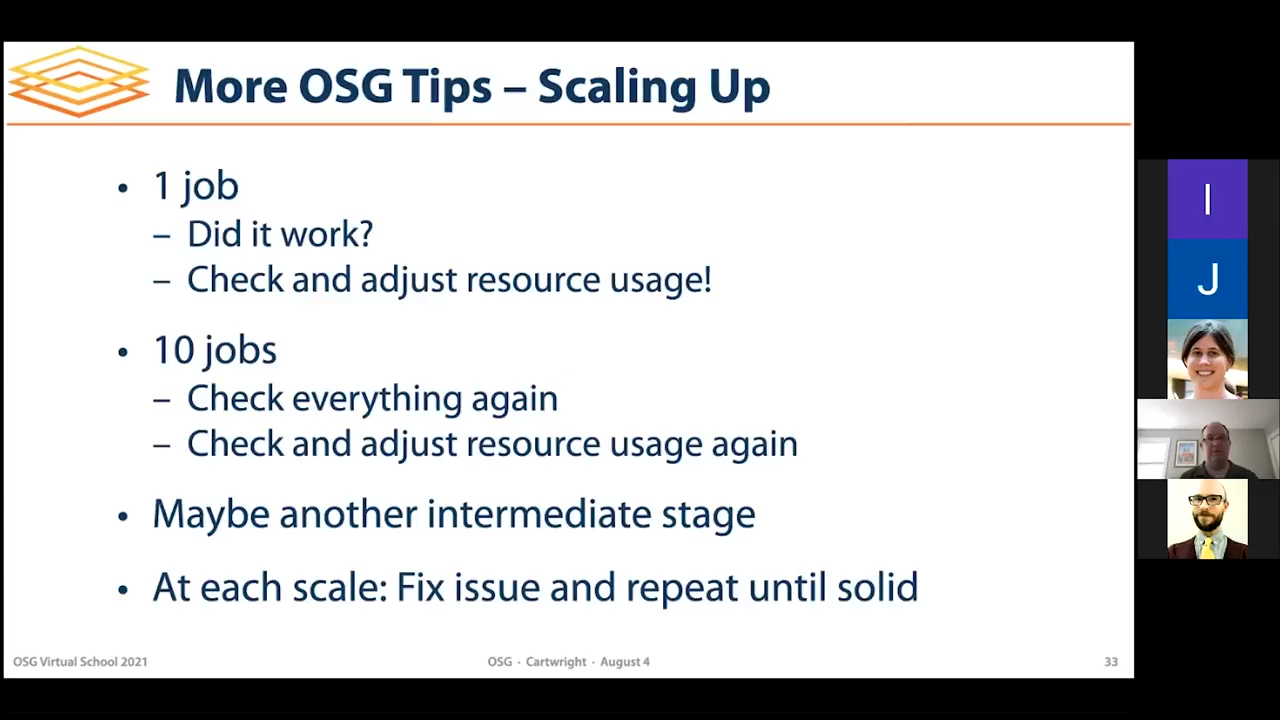 More OSG Tips – Scaling Up
• 1 job
– Did it work?
– Check and adjust resource usage!
• 10 jobs
– Check everything again
– Check and adjust resource usage again
• Maybe another intermediate stage
• At each scale: Fix issue and repeat until solid
OSG Virtual School 2021
OSG · Cartwright · August 4
33
I
J